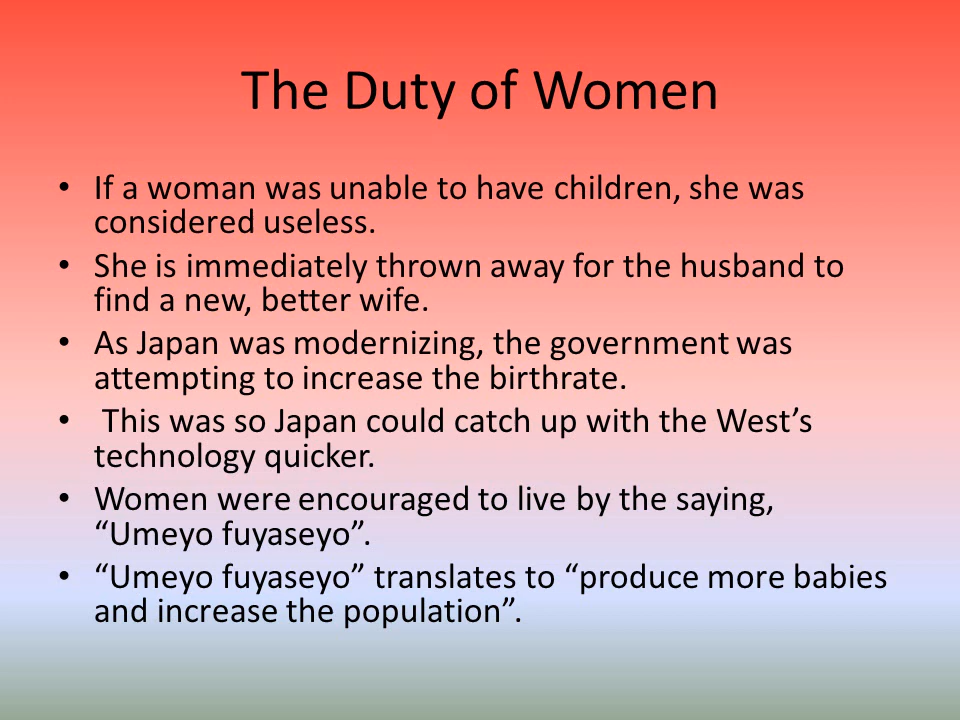 The Duty of Women
• If a woman was unable to have children, she was
considered useless.
• She is immediately thrown away for the husband to
find a new, better wife.
• As Japan was modernizing, the government was
attempting to increase the birthrate.
• This was so Japan could catch up with the West’s
technology quicker.
• Women were encouraged to live by the saying,
“Umeyo fuyaseyo”.
• “Umeyo fuyaseyo” translates to “produce more babies
and increase the population”.